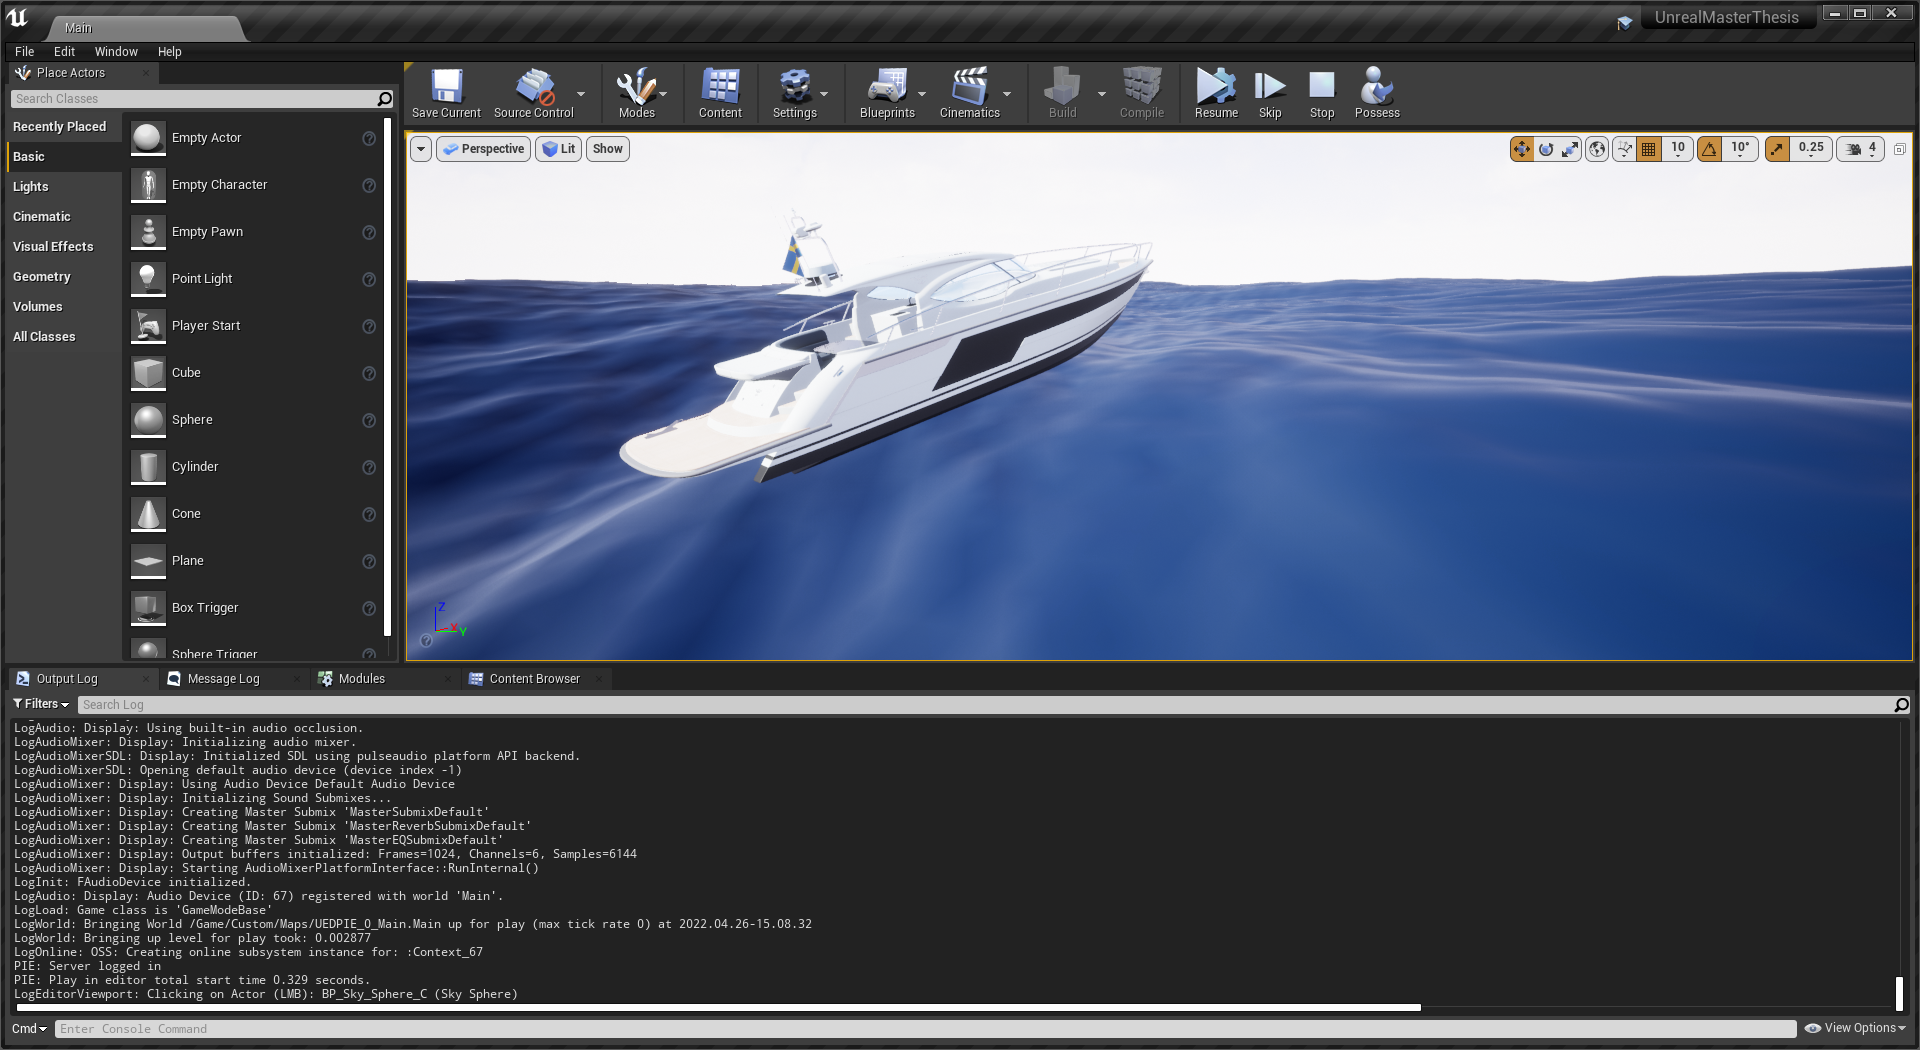 Main
UnrealMasterThesis
File Edit Window Help
Place Actors
Search Classes
Recently Placed
Basic
Lights
Cinematic
Visual Effects
Geometry
Volumes
All Classes
Empty Actor
Empty Character
Empty Pawn
Point Light
Player Start
Cube
Sphere
Cylinder
Cone
Plane
Box Trigger
Sphere Trigger
Save Current Source Control Modes Content Settings Blueprints Cinematics Build Compile Resume Skip Stop Possess
Perspective Lit Show 10 10° 0.25 4
Z
X Y
Output Log Message Log Modules Content Browser
Filters Search Log
LogAudio: Display: Using built-in audio occlusion.
LogAudioMixer: Display: Initializing audio mixer.
LogAudioMixerSDL: Display: Initialized SDL using pulseaudio platform API backend.
LogAudioMixerSDL: Opening default audio device (device index -1)
LogAudioMixer: Display: Using Audio Device Default Audio Device
LogAudioMixer: Display: Initializing Sound Submixes...
LogAudioMixer: Display: Creating Master Submix 'MasterSubmixDefault'
LogAudioMixer: Display: Creating Master Submix 'MasterReverbSubmixDefault'
LogAudioMixer: Display: Creating Master Submix 'MasterEQSubmixDefault'
LogAudioMixer: Display: Output buffers initialized: Frames=1024, Channels=6, Samples=6144
LogAudioMixer: Display: Starting AudioMixerPlatformInterface::RunInternal()
LogInit: FAudioDevice initialized.
LogAudio: Display: Audio Device (ID: 67) registered with world 'Main'.
LogLoad: Game class is 'GameModeBase'
LogWorld: Bringing World /Game/Custom/Maps/UEDPIE_0_Main.Main up for play (max tick rate 0) at 2022.04.26-15.08.32
LogWorld: Bringing up level for play took: 0.002877
LogOnline: OSS: Creating online subsystem instance for: :Context_67
PIE: Server logged in
PIE: Play in editor total start time 0.329 seconds.
LogEditorViewport: Clicking on Actor (LMB): BP_Sky_Sphere_C (Sky Sphere)
Cmd Enter Console Command View Options